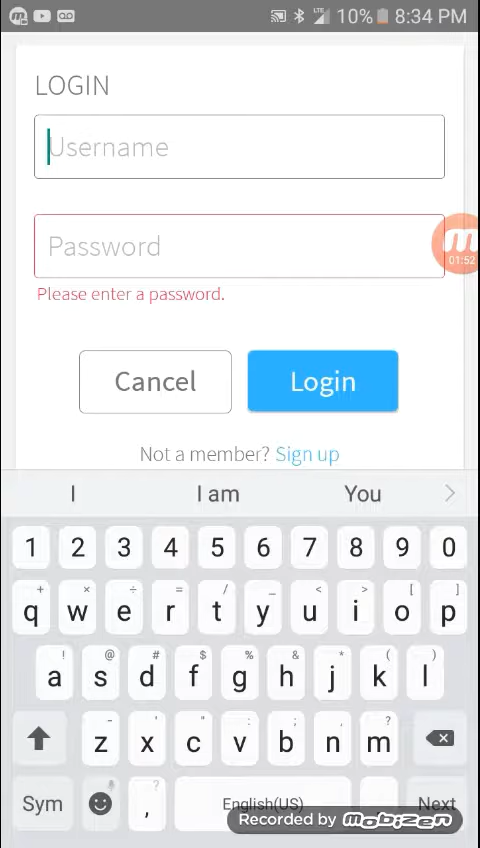 LTE 10% 8:34 PM
LOGIN
Username
Password
01:52
Please enter a password.
Cancel Login
Not a member? Sign up
I I am You >
1 2 3 4 5 6 7 8 9 0
+ × ÷ = / _ < > [ ]
q w e r t y u i o p
! @ # $ % & * ( )
a s d f g h j k l
- ' " : ; , ?
z x c v b n m
Sym , ? English(US) Next
Recorded by mobizen